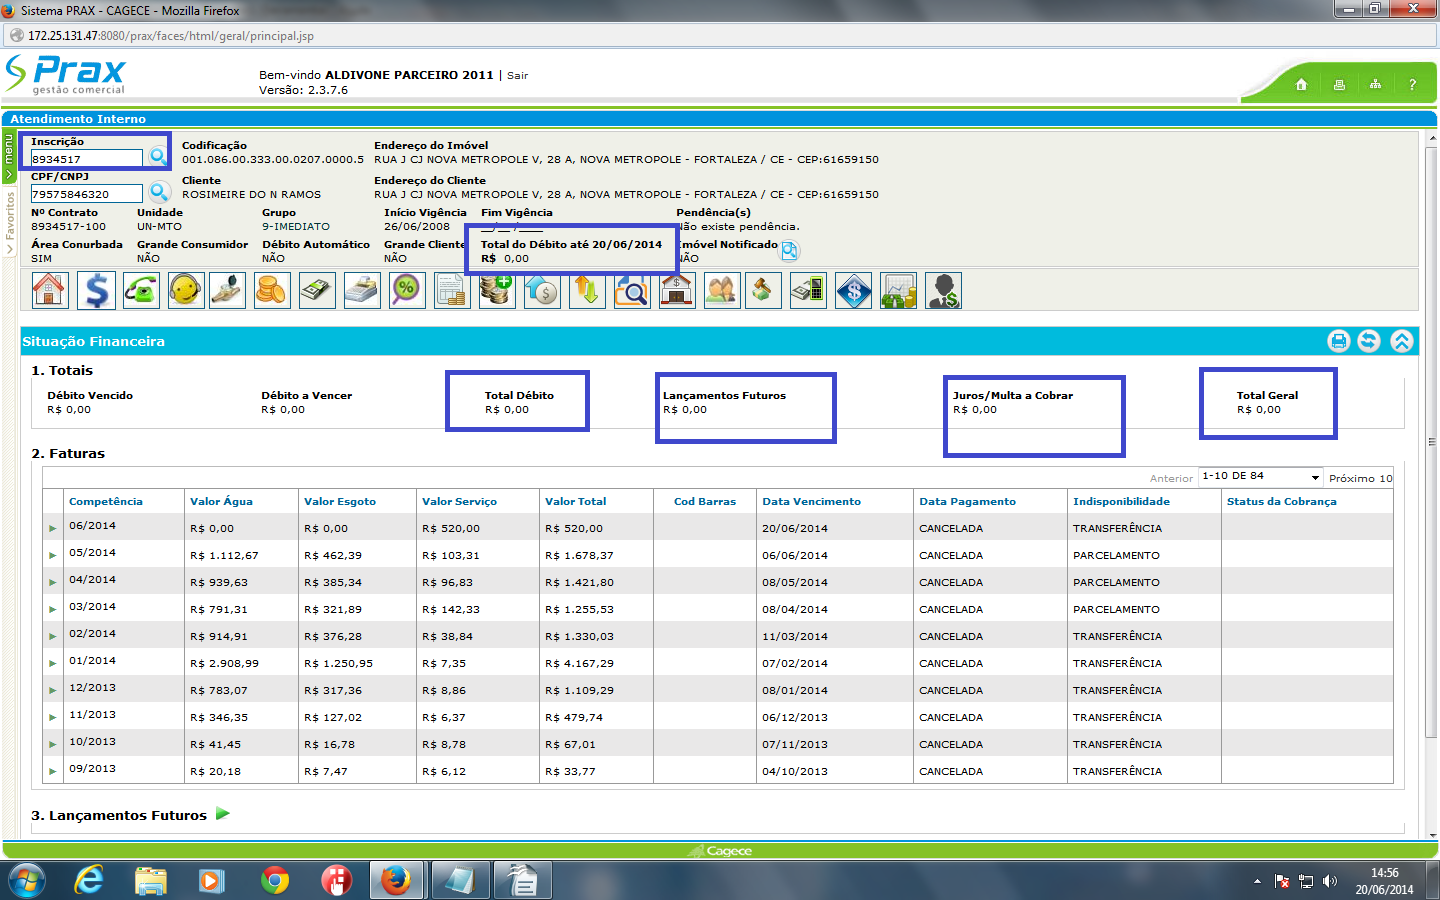 Sistema PRAX - CAGECE - Mozilla Firefox
172.25.131.47:8080/prax/faces/html/geral/principal.jsp
Prax
gestão comercial
Bem-vindo ALDIVONE PARCEIRO 2011 | Sair
Versão: 2.3.7.6
?
Atendimento Interno
menu
Favoritos
Inscrição
8934517
Codificação
001.086.00.333.00.0207.0000.5
Endereço do Imóvel
RUA J CJ NOVA METROPOLE V, 28 A, NOVA METROPOLE - FORTALEZA / CE - CEP:61659150
CPF/CNPJ
79575846320
Cliente
ROSIMEIRE DO N RAMOS
Endereço do Cliente
RUA J CJ NOVA METROPOLE V, 28 A, NOVA METROPOLE - FORTALEZA / CE - CEP:61659150
Nº Contrato Unidade Grupo Início Vigência Fim Vigência Pendência(s)
8934517-100 UN-MTO 9-IMEDIATO 26/06/2008 __/__/____ Não existe pendência.
Área Conurbada Grande Consumidor Débito Automático Grande Cliente Total do Débito até 20/06/2014 Imóvel Notificado
SIM NÃO NÃO NÃO R$ 0,00 NÃO
Situação Financeira
1. Totais
Débito Vencido Débito a Vencer Total Débito Lançamentos Futuros Juros/Multa a Cobrar Total Geral
R$ 0,00 R$ 0,00 R$ 0,00 R$ 0,00 R$ 0,00 R$ 0,00
2. Faturas
Anterior 1-10 DE 84 Próximo 10
Competência Valor Água Valor Esgoto Valor Serviço Valor Total Cod Barras Data Vencimento Data Pagamento Indisponibilidade Status da Cobrança
06/2014 R$ 0,00 R$ 0,00 R$ 520,00 R$ 520,00 20/06/2014 CANCELADA TRANSFERÊNCIA
05/2014 R$ 1.112,67 R$ 462,39 R$ 103,31 R$ 1.678,37 06/06/2014 CANCELADA PARCELAMENTO
04/2014 R$ 939,63 R$ 385,34 R$ 96,83 R$ 1.421,80 08/05/2014 CANCELADA PARCELAMENTO
03/2014 R$ 791,31 R$ 321,89 R$ 142,33 R$ 1.255,53 08/04/2014 CANCELADA PARCELAMENTO
02/2014 R$ 914,91 R$ 376,28 R$ 38,84 R$ 1.330,03 11/03/2014 CANCELADA TRANSFERÊNCIA
01/2014 R$ 2.908,99 R$ 1.250,95 R$ 7,35 R$ 4.167,29 07/02/2014 CANCELADA TRANSFERÊNCIA
12/2013 R$ 783,07 R$ 317,36 R$ 8,86 R$ 1.109,29 08/01/2014 CANCELADA TRANSFERÊNCIA
11/2013 R$ 346,35 R$ 127,02 R$ 6,37 R$ 479,74 06/12/2013 CANCELADA TRANSFERÊNCIA
10/2013 R$ 41,45 R$ 16,78 R$ 8,78 R$ 67,01 07/11/2013 CANCELADA TRANSFERÊNCIA
09/2013 R$ 20,18 R$ 7,47 R$ 6,12 R$ 33,77 04/10/2013 CANCELADA TRANSFERÊNCIA
3. Lançamentos Futuros
Cagece
14:56
20/06/2014